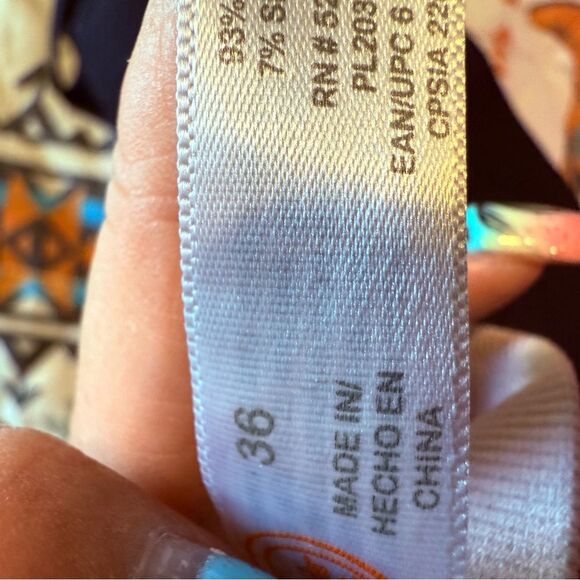 93%
7% S
RN # 52
PL203
EAN/UPC 6
CPSIA 22
36
MADE IN/
HECHO EN
CHINA